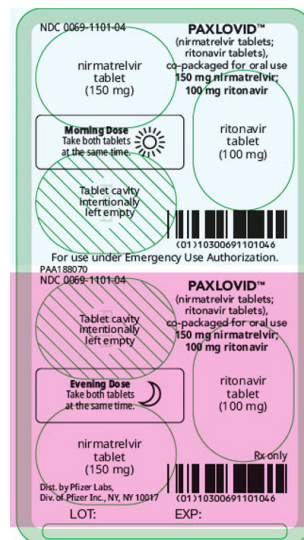 NDC 0069-1101-04
PAXLOVID™
(nirmatrelvir tablets;
ritonavir tablets),
co-packaged for oral use
150 mg nirmatrelvir;
100 mg ritonavir
nirmatrelvir
tablet
(150 mg)
ritonavir
tablet
(100 mg)
Morning Dose
Take both tablets
at the same time.
Tablet cavity
intentionally
left empty
(01)10300691101046
For use under Emergency Use Authorization.
PAA188070
NDC 0069-1101-04
PAXLOVID™
(nirmatrelvir tablets;
ritonavir tablets),
co-packaged for oral use
150 mg nirmatrelvir;
100 mg ritonavir
Tablet cavity
intentionally
left empty
ritonavir
tablet
(100 mg)
Evening Dose
Take both tablets
at the same time.
nirmatrelvir
tablet
(150 mg)
Rx only
Dist. by Pfizer Labs,
Div. of Pfizer Inc., NY, NY 10017
(01)10300691101046
LOT: EXP: